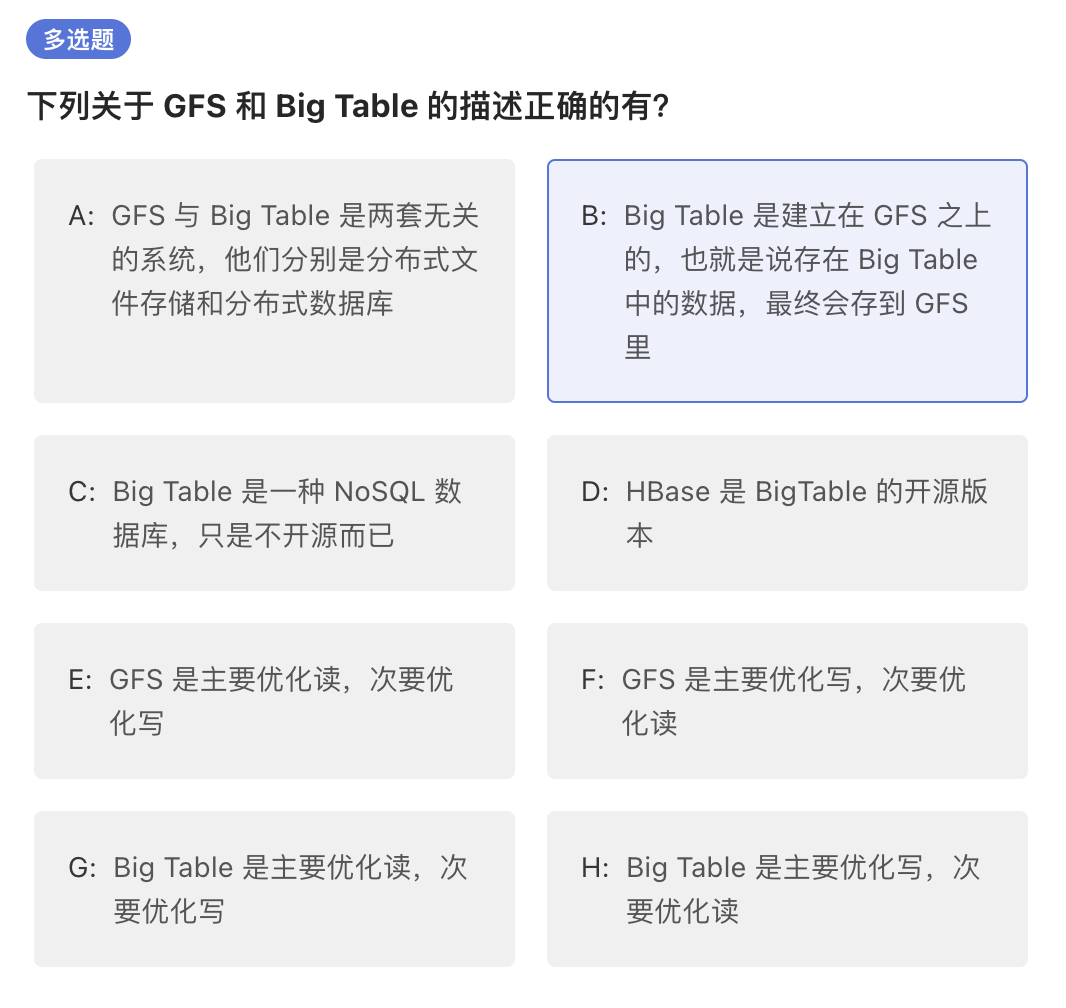 多选题
下列关于 GFS 和 Big Table 的描述正确的有?
A: GFS 与 Big Table 是两套无关
的系统，他们分别是分布式文
件存储和分布式数据库
B: Big Table 是建立在 GFS 之上
的，也就是说存在 Big Table
中的数据，最终会存到 GFS
里
C: Big Table 是一种 NoSQL 数
据库，只是不开源而已
D: HBase 是 BigTable 的开源版
本
E: GFS 是主要优化读，次要优
化写
F: GFS 是主要优化写，次要优
化读
G: Big Table 是主要优化读，次
要优化写
H: Big Table 是主要优化写，次
要优化读